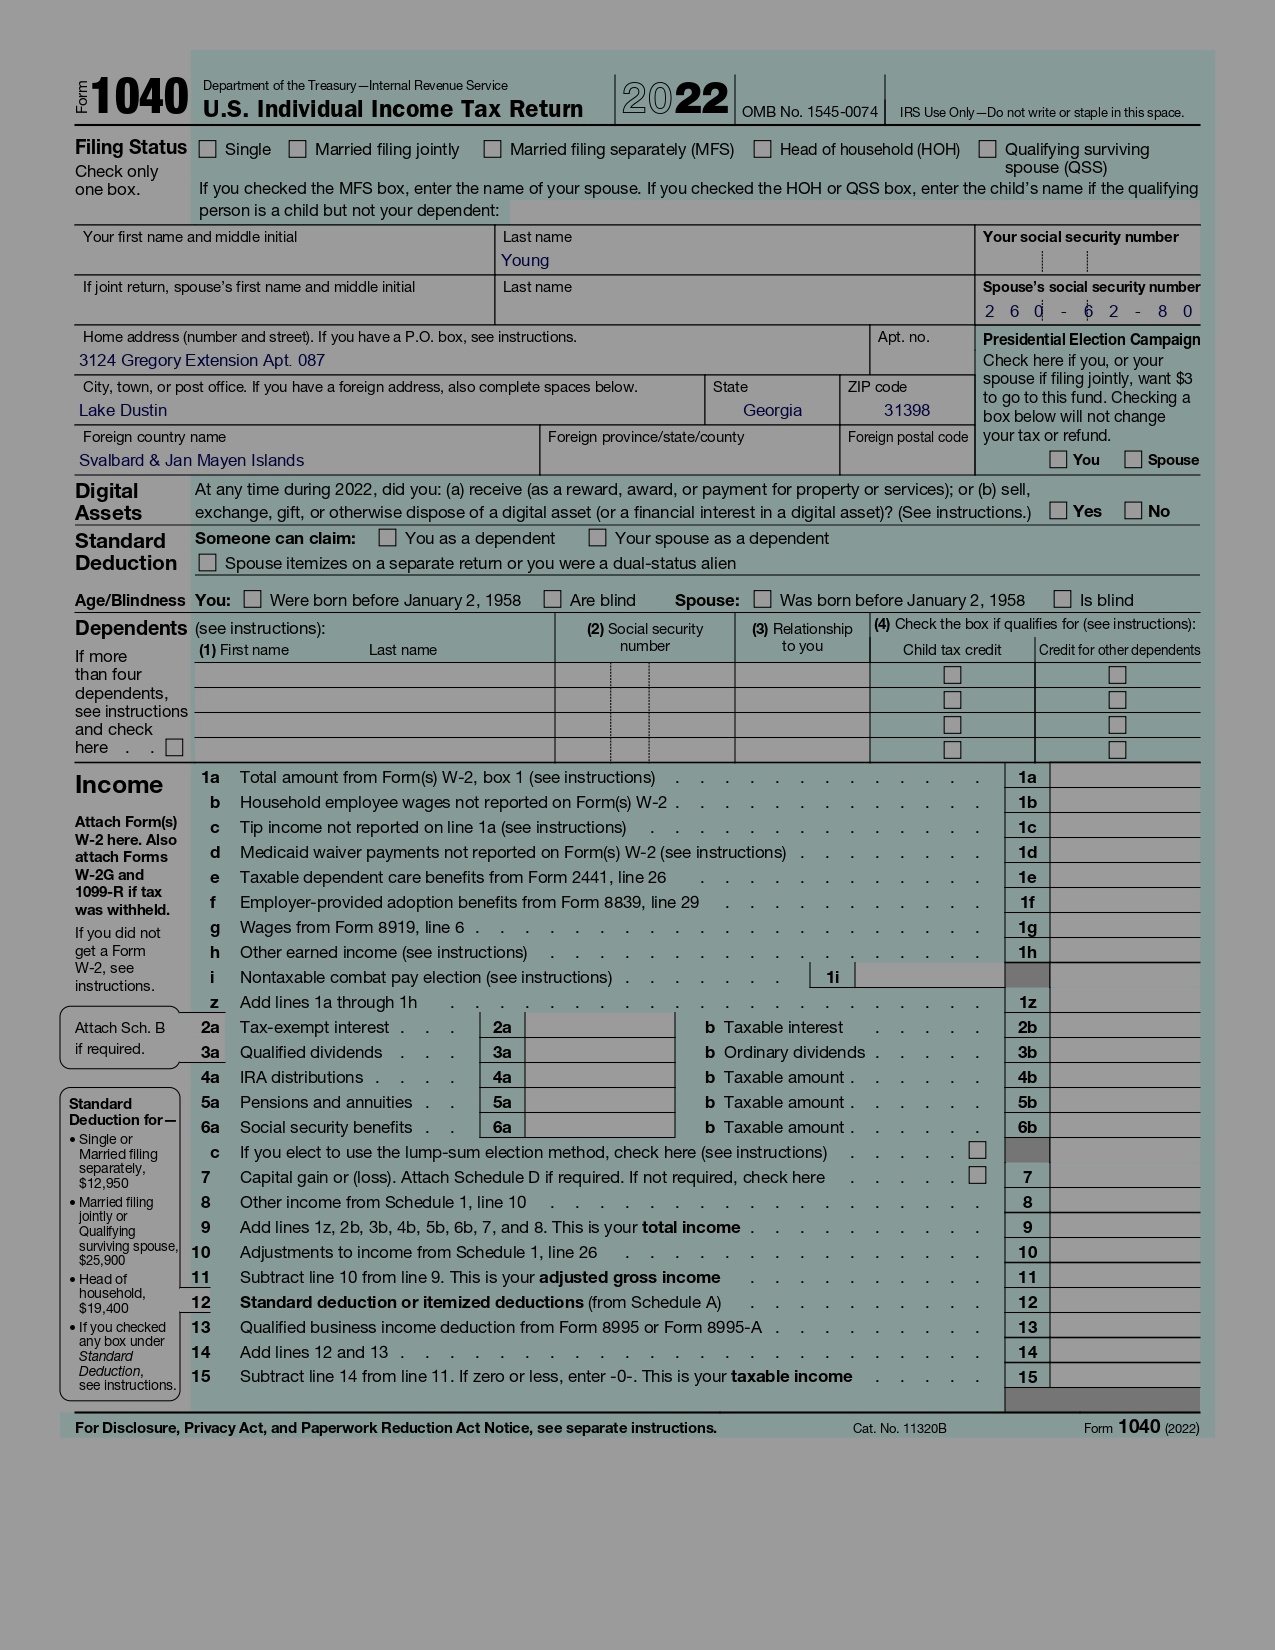 Form 1040 Department of the Treasury—Internal Revenue Service
U.S. Individual Income Tax Return 2022 OMB No. 1545-0074 IRS Use Only—Do not write or staple in this space.
Filing Status
Check only
one box.
Single Married filing jointly Married filing separately (MFS) Head of household (HOH) Qualifying surviving
spouse (QSS)
If you checked the MFS box, enter the name of your spouse. If you checked the HOH or QSS box, enter the child's name if the qualifying
person is a child but not your dependent:
Your first name and middle initial Last name Your social security number
Young
If joint return, spouse's first name and middle initial Last name Spouse's social security number
2 6 0 - 6 2 - 8 0
Home address (number and street). If you have a P.O. box, see instructions. Apt. no.
3124 Gregory Extension Apt. 087
City, town, or post office. If you have a foreign address, also complete spaces below. State ZIP code
Lake Dustin Georgia 31398
Foreign country name Foreign province/state/county Foreign postal code
Svalbard & Jan Mayen Islands
Presidential Election Campaign
Check here if you, or your
spouse if filing jointly, want $3
to go to this fund. Checking a
box below will not change
your tax or refund.
You Spouse
Digital
Assets
At any time during 2022, did you: (a) receive (as a reward, award, or payment for property or services); or (b) sell,
exchange, gift, or otherwise dispose of a digital asset (or a financial interest in a digital asset)? (See instructions.) Yes No
Standard
Deduction
Someone can claim: You as a dependent Your spouse as a dependent
Spouse itemizes on a separate return or you were a dual-status alien
Age/Blindness You: Were born before January 2, 1958 Are blind Spouse: Was born before January 2, 1958 Is blind
Dependents (see instructions):
(1) First name Last name
(2) Social security
number
(3) Relationship
to you
(4) Check the box if qualifies for (see instructions):
Child tax credit Credit for other dependents
If more
than four
dependents,
see instructions
and check
here . .
Income
Attach Form(s)
W-2 here. Also
attach Forms
W-2G and
1099-R if tax
was withheld.
If you did not
get a Form
W-2, see
instructions.
1a Total amount from Form(s) W-2, box 1 (see instructions) 1a
b Household employee wages not reported on Form(s) W-2 1b
c Tip income not reported on line 1a (see instructions) 1c
d Medicaid waiver payments not reported on Form(s) W-2 (see instructions) 1d
e Taxable dependent care benefits from Form 2441, line 26 1e
f Employer-provided adoption benefits from Form 8839, line 29 1f
g Wages from Form 8919, line 6 1g
h Other earned income (see instructions) 1h
i Nontaxable combat pay election (see instructions) 1i
z Add lines 1a through 1h 1z
Attach Sch. B
if required.
2a Tax-exempt interest 2a b Taxable interest 2b
3a Qualified dividends 3a b Ordinary dividends 3b
4a IRA distributions 4a b Taxable amount 4b
5a Pensions and annuities 5a b Taxable amount 5b
6a Social security benefits 6a b Taxable amount 6b
c If you elect to use the lump-sum election method, check here (see instructions)
7 Capital gain or (loss). Attach Schedule D if required. If not required, check here 7
8 Other income from Schedule 1, line 10 8
9 Add lines 1z, 2b, 3b, 4b, 5b, 6b, 7, and 8. This is your total income 9
10 Adjustments to income from Schedule 1, line 26 10
11 Subtract line 10 from line 9. This is your adjusted gross income 11
12 Standard deduction or itemized deductions (from Schedule A) 12
13 Qualified business income deduction from Form 8995 or Form 8995-A 13
14 Add lines 12 and 13 14
15 Subtract line 14 from line 11. If zero or less, enter -0-. This is your taxable income 15
Standard
Deduction for—
• Single or
Married filing
separately,
$12,950
• Married filing
jointly or
Qualifying
surviving spouse,
$25,900
• Head of
household,
$19,400
• If you checked
any box under
Standard
Deduction,
see instructions.
For Disclosure, Privacy Act, and Paperwork Reduction Act Notice, see separate instructions. Cat. No. 11320B Form 1040 (2022)